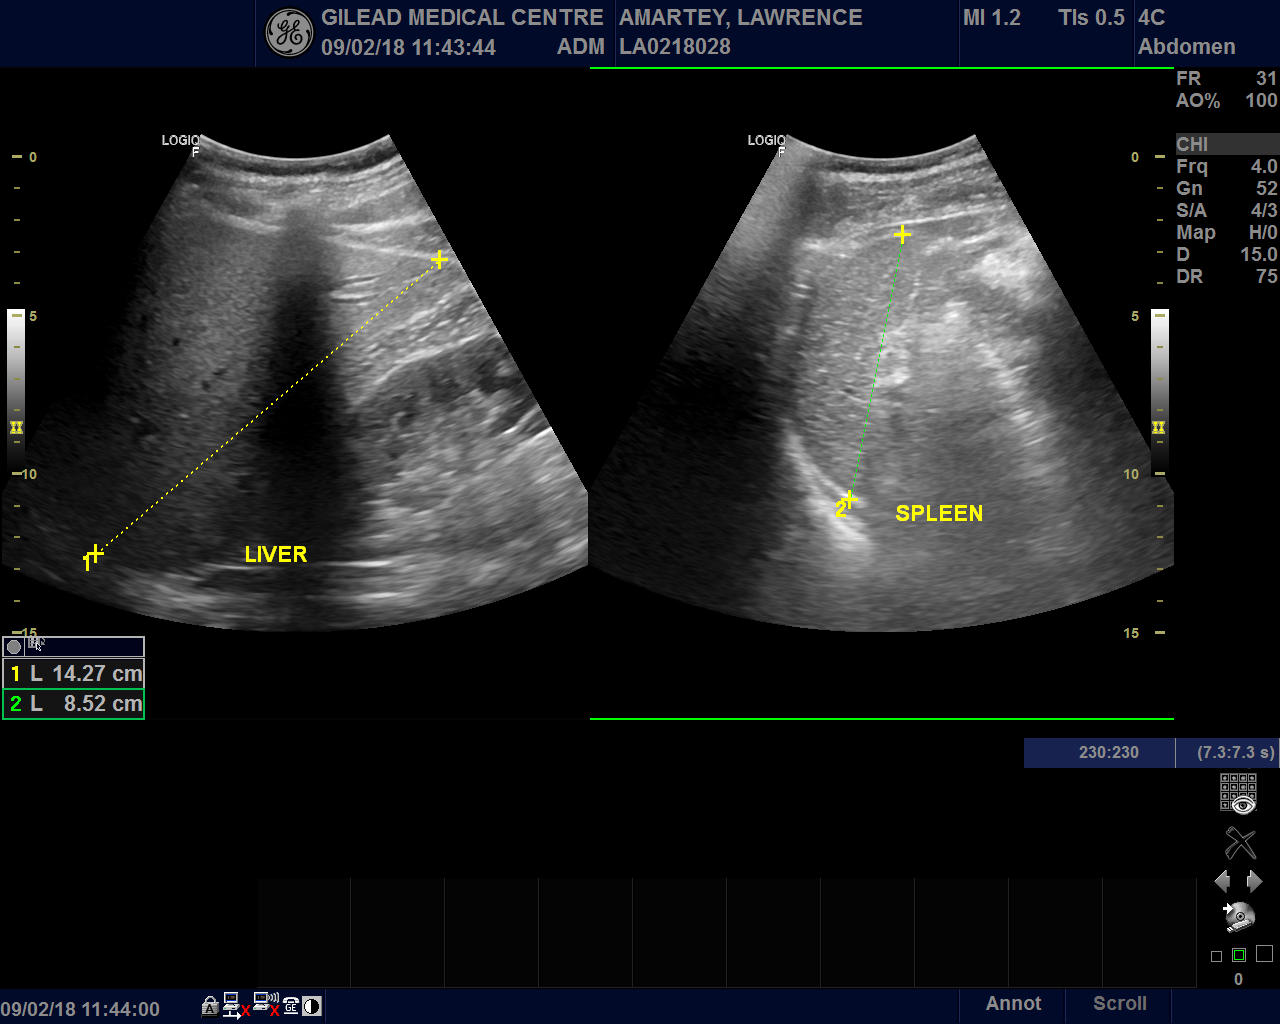 GILEAD MEDICAL CENTRE
09/02/18 11:43:44 ADM
AMARTEY, LAWRENCE
LA0218028
MI 1.2 TIs 0.5
4C
Abdomen
FR 31
AO% 100
CHI
Frq 4.0
Gn 52
S/A 4/3
Map H/0
D 15.0
DR 75
LOGIQ
F
0
5
10
15
1
LIVER
LOGIQ
F
0
5
10
15
2
SPLEEN
1 L 14.27 cm
2 L 8.52 cm
230:230 (7.3:7.3 s)
0
09/02/18 11:44:00
A
GE
Annot
Scroll